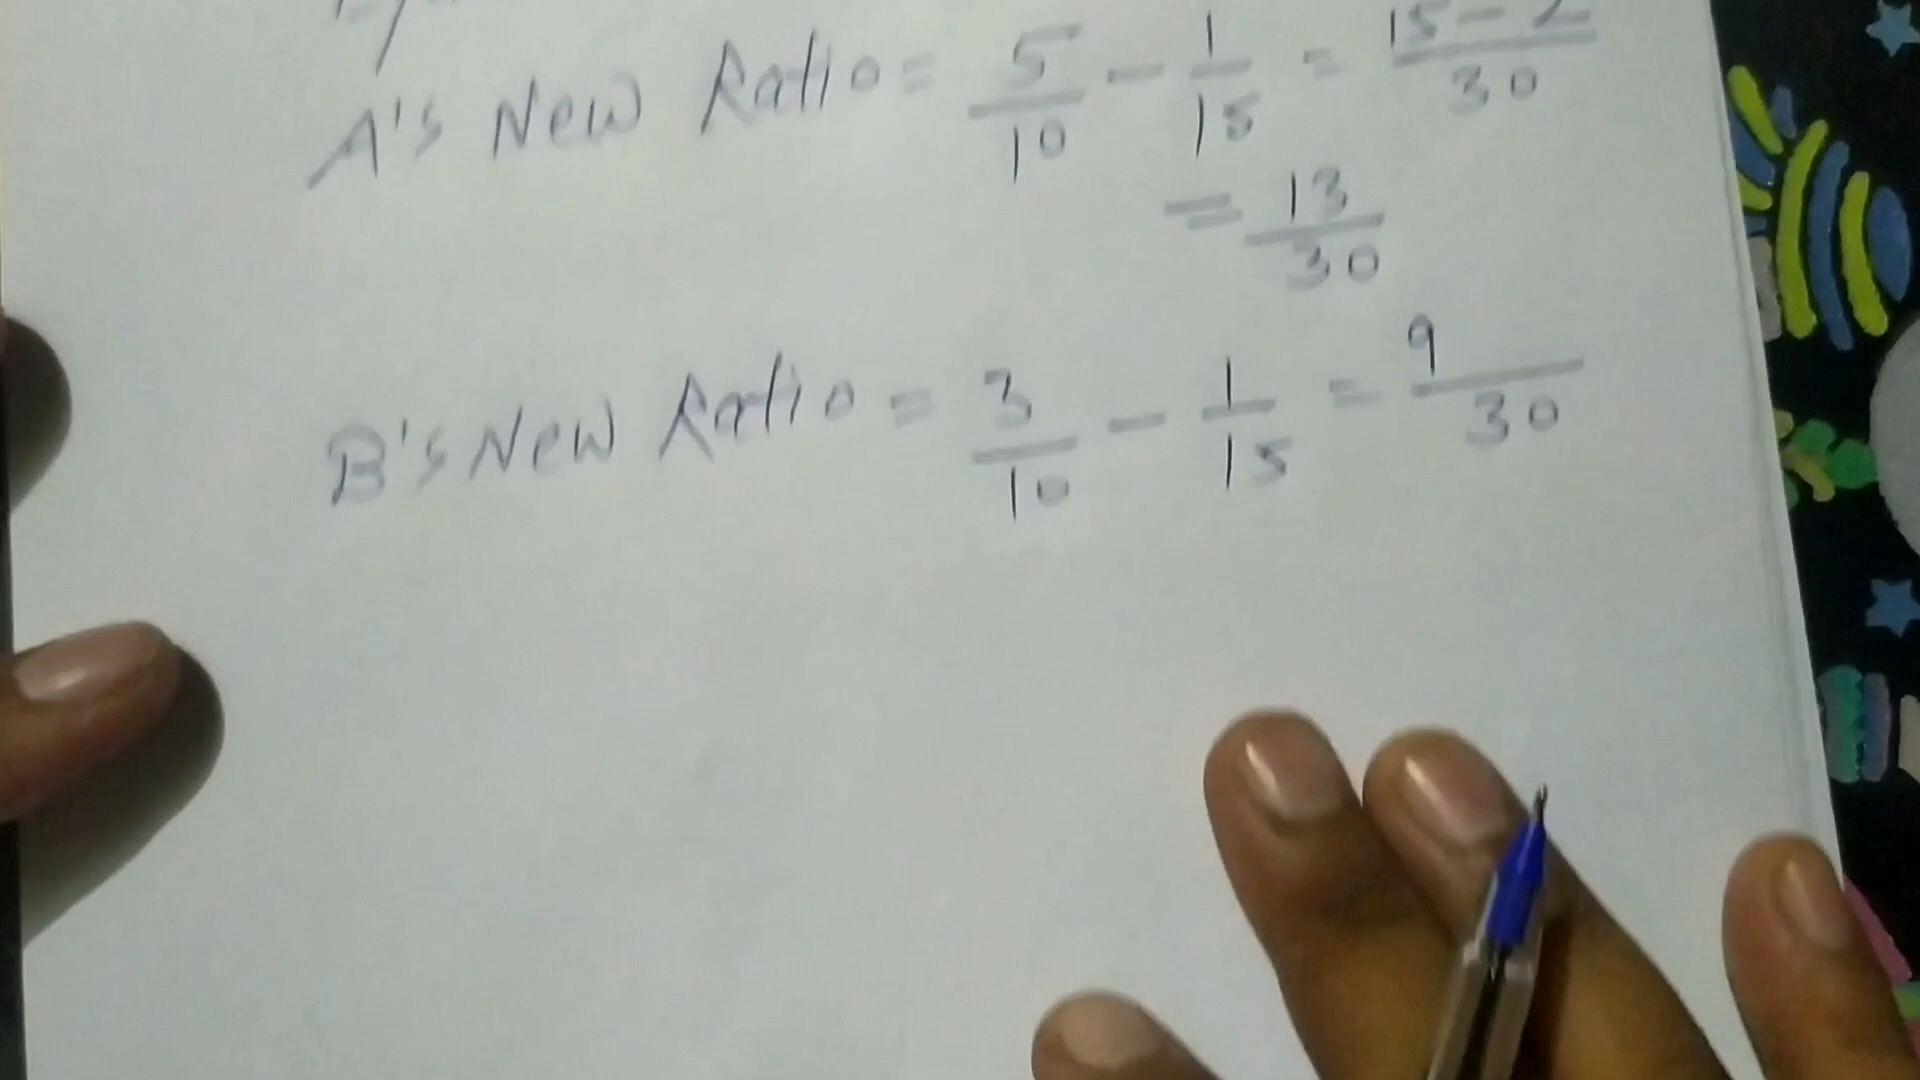 A's New Ratio = 5/10 - 1/15 = 15-2/30
= 13/30
B's New Ratio = 3/10 - 1/15 = 9/30